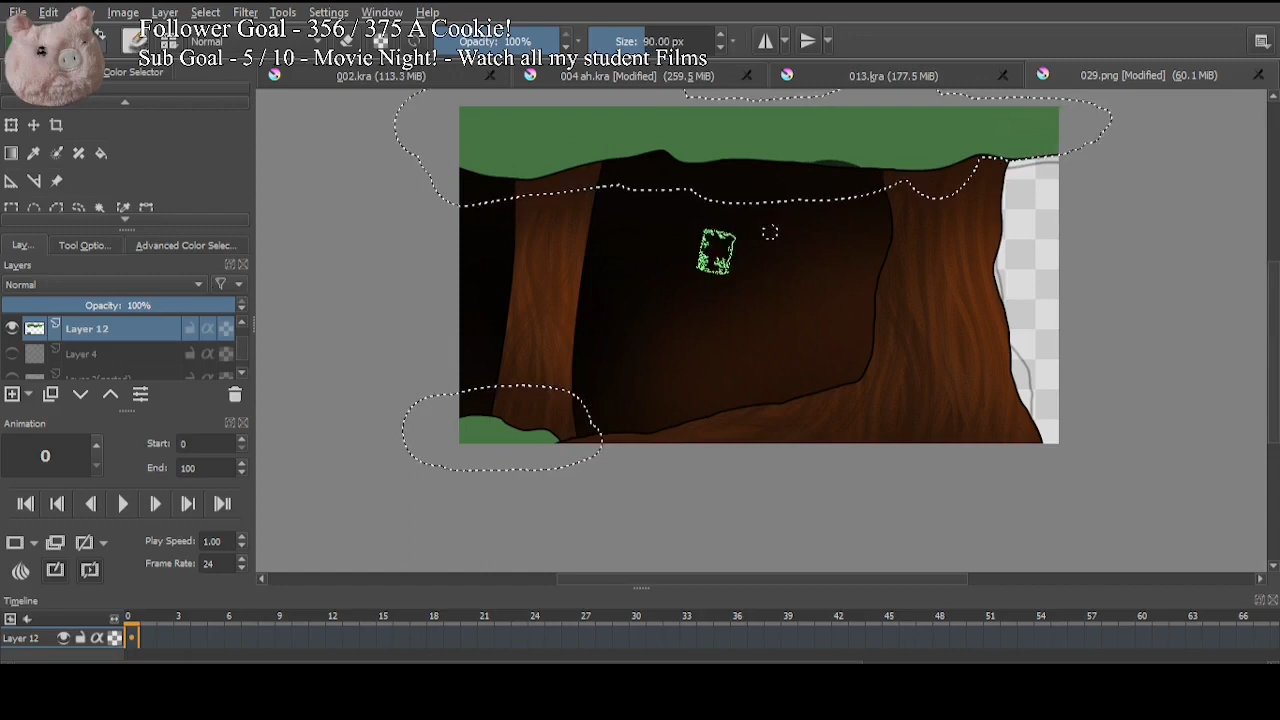 File Edit Image Layer Select Filter Tools Settings Window Help
Follower Goal - 356 / 375 A Cookie!
Normal Opacity: 100% Size: 90.00 px
Sub Goal - 5 / 10 - Movie Night! - Watch all my student Films
Color Selector
002.kra (113.3 MB) 004 ah.kra [Modified] (259.5 MiB) 013.kra (177.5 MiB) 029.png [Modified] (60.1 MiB)
Lay... Tool Optio... Advanced Color Selec...
Layers
Normal
Opacity: 100%
Layer 12
Layer 4
Animation
0 Start: 0
End: 100
Play Speed: 1.00
Frame Rate: 24
Timeline
0 3 6 9 12 15 18 21 24 27 30 33 36 39 42 45 48 51 54 57 60 63 66
Layer 12